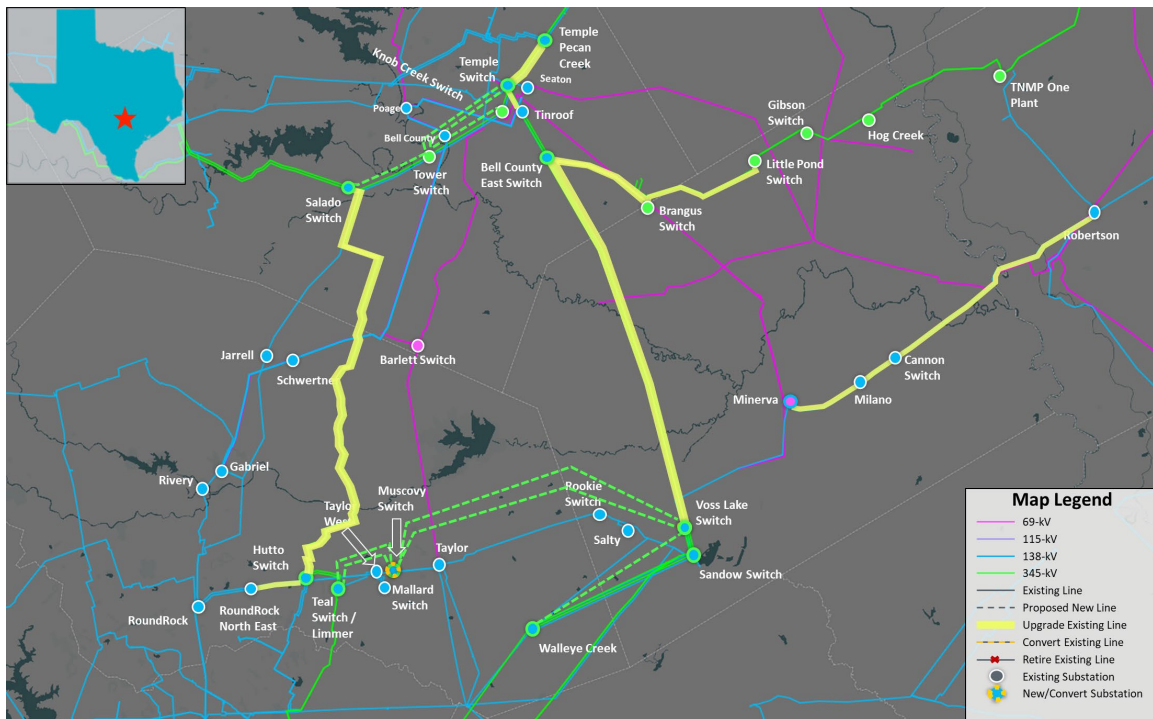 Temple
Pecan
Creek
Temple
Switch
Knob Creek Switch
Seaton
Poage
Tinroof
Bell County
Tower
Switch
Bell County
East Switch
TNMP One
Plant
Gibson
Switch
Hog Creek
Little Pond
Switch
Salado
Switch
Brangus
Switch
Robertson
Jarrell
Schwertne
Barlett Switch
Cannon
Switch
Minerva
Milano
Gabriel
Rivery
Taylo
Wes
Muscovy
Switch
Rookie
Switch
Voss Lake
Switch
Salty
Hutto
Switch
Taylor
Sandow Switch
Mallard
Switch
RoundRock
North East
RoundRock
Teal
Switch /
Limmer
Walleye Creek
Map Legend
69-kV
115-kV
138-kV
345-kV
Existing Line
Proposed New Line
Upgrade Existing Line
Convert Existing Line
Retire Existing Line
Existing Substation
New/Convert Substation